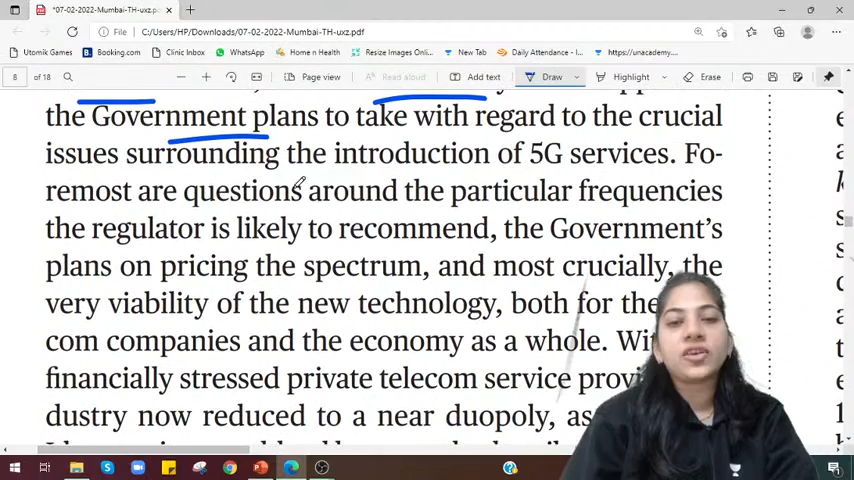 *07-02-2022-Mumbai-TH-uxz.pdf
File
C:/Users/HP/Downloads/07-02-2022-Mumbai-TH-uxz.pdf
Utomik Games
Booking.com
Clinic Inbox
WhatsApp
Home n Health
Resize Images Onli...
New Tab
Daily Attendance - I...
https://unacademy....
8
of 18
Page view
Read aloud
Add text
Draw
Highlight
Erase
the Government plans to take with regard to the crucial
issues surrounding the introduction of 5G services. Fo-
remost are questions around the particular frequencies
the regulator is likely to recommend, the Government's
plans on pricing the spectrum, and most crucially, the
very viability of the new technology, both for the
com companies and the economy as a whole.
financially stressed private telecom service
dustry now reduced to a near duopoly, as